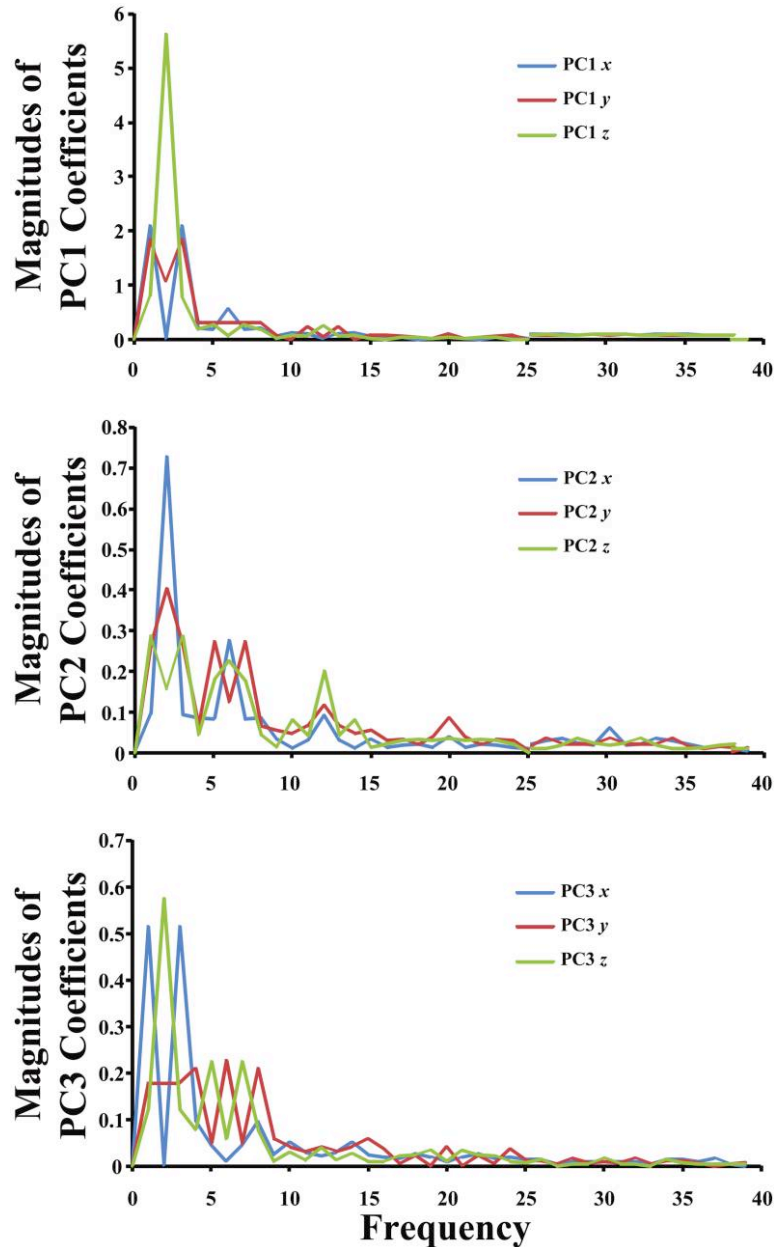 Magnitudes of
PC1 Coefficients
6
5
4
3
2
1
0
0 5 10 15 20 25 30 35 40
PC1 x
PC1 y
PC1 z
Magnitudes of
PC2 Coefficients
0.8
0.7
0.6
0.5
0.4
0.3
0.2
0.1
0
0 5 10 15 20 25 30 35 40
PC2 x
PC2 y
PC2 z
Magnitudes of
PC3 Coefficients
0.7
0.6
0.5
0.4
0.3
0.2
0.1
0
0 5 10 15 20 25 30 35 40
PC3 x
PC3 y
PC3 z
Frequency